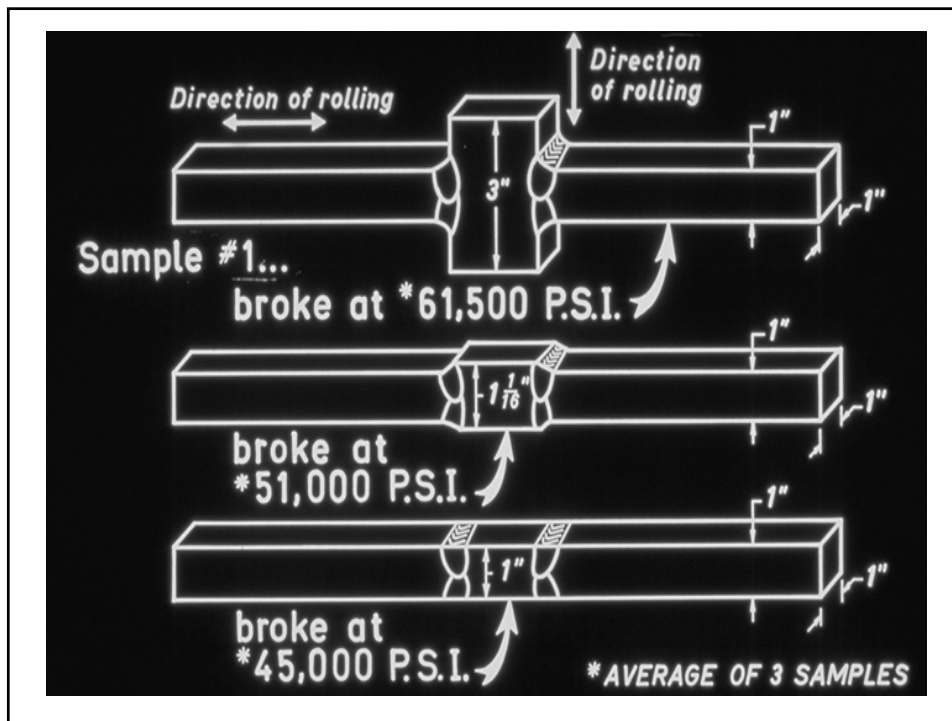 Direction
of rolling
Direction of rolling
1"
3"
1"
Sample #1...
broke at *61,500 P.S.I.
1"
1 1/16"
1"
broke at
*51,000 P.S.I.
1"
1"
1"
broke at
*45,000 P.S.I.
*AVERAGE OF 3 SAMPLES